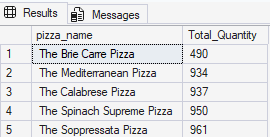 Results Messages
pizza_name Total_Quantity
1 The Brie Carre Pizza 490
2 The Mediterranean Pizza 934
3 The Calabrese Pizza 937
4 The Spinach Supreme Pizza 950
5 The Soppressata Pizza 961